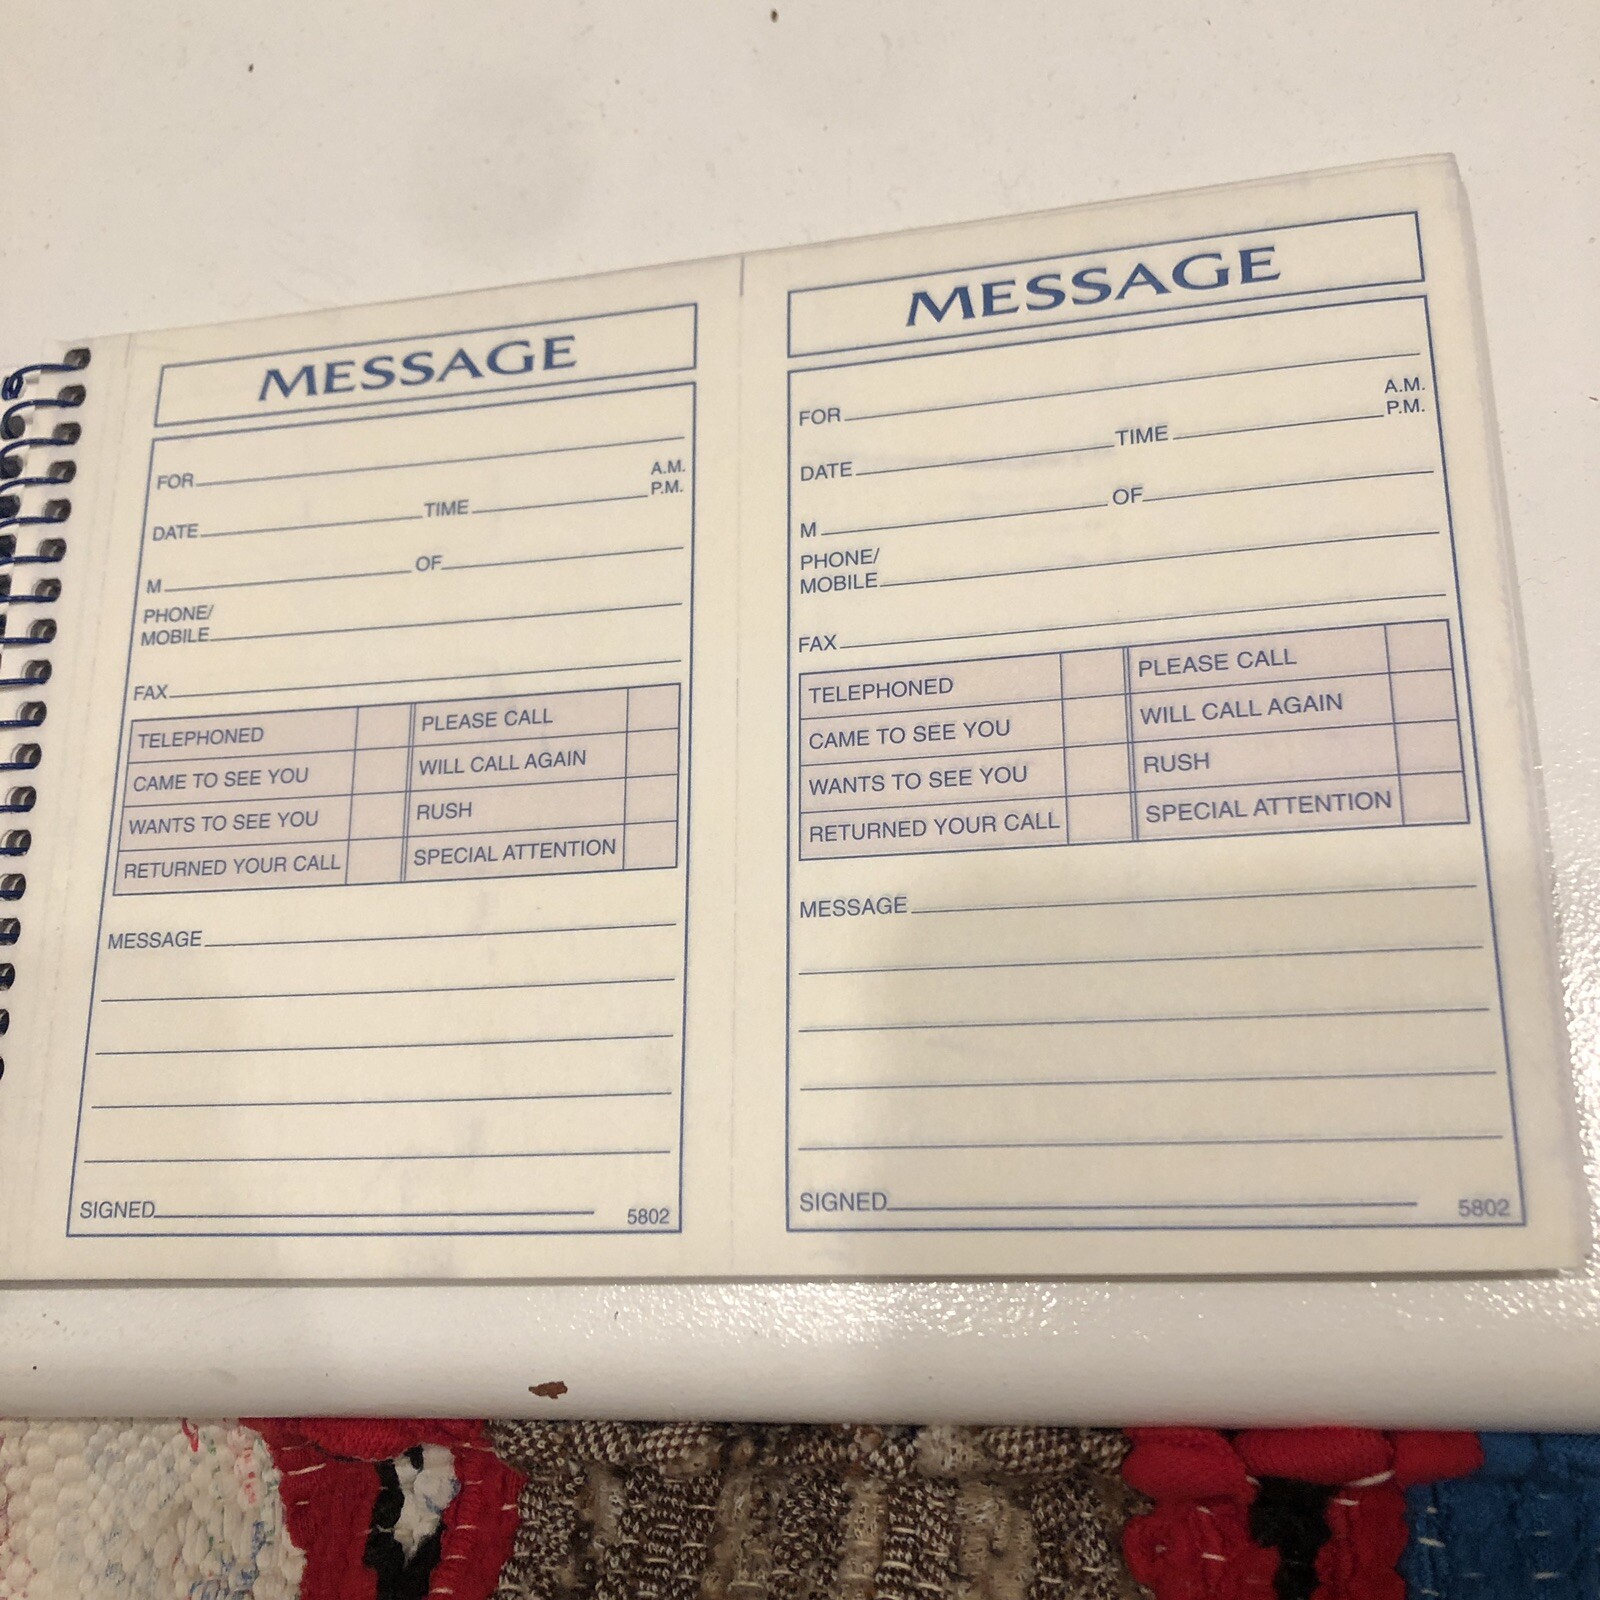 MESSAGE
FOR
A.M.
DATE TIME P.M.
M OF
PHONE/
MOBILE
FAX
TELEPHONED PLEASE CALL
CAME TO SEE YOU WILL CALL AGAIN
WANTS TO SEE YOU RUSH
RETURNED YOUR CALL SPECIAL ATTENTION
MESSAGE
SIGNED 5802
MESSAGE
FOR
A.M.
DATE TIME P.M.
M OF
PHONE/
MOBILE
FAX
TELEPHONED PLEASE CALL
CAME TO SEE YOU WILL CALL AGAIN
WANTS TO SEE YOU RUSH
RETURNED YOUR CALL SPECIAL ATTENTION
MESSAGE
SIGNED 5802